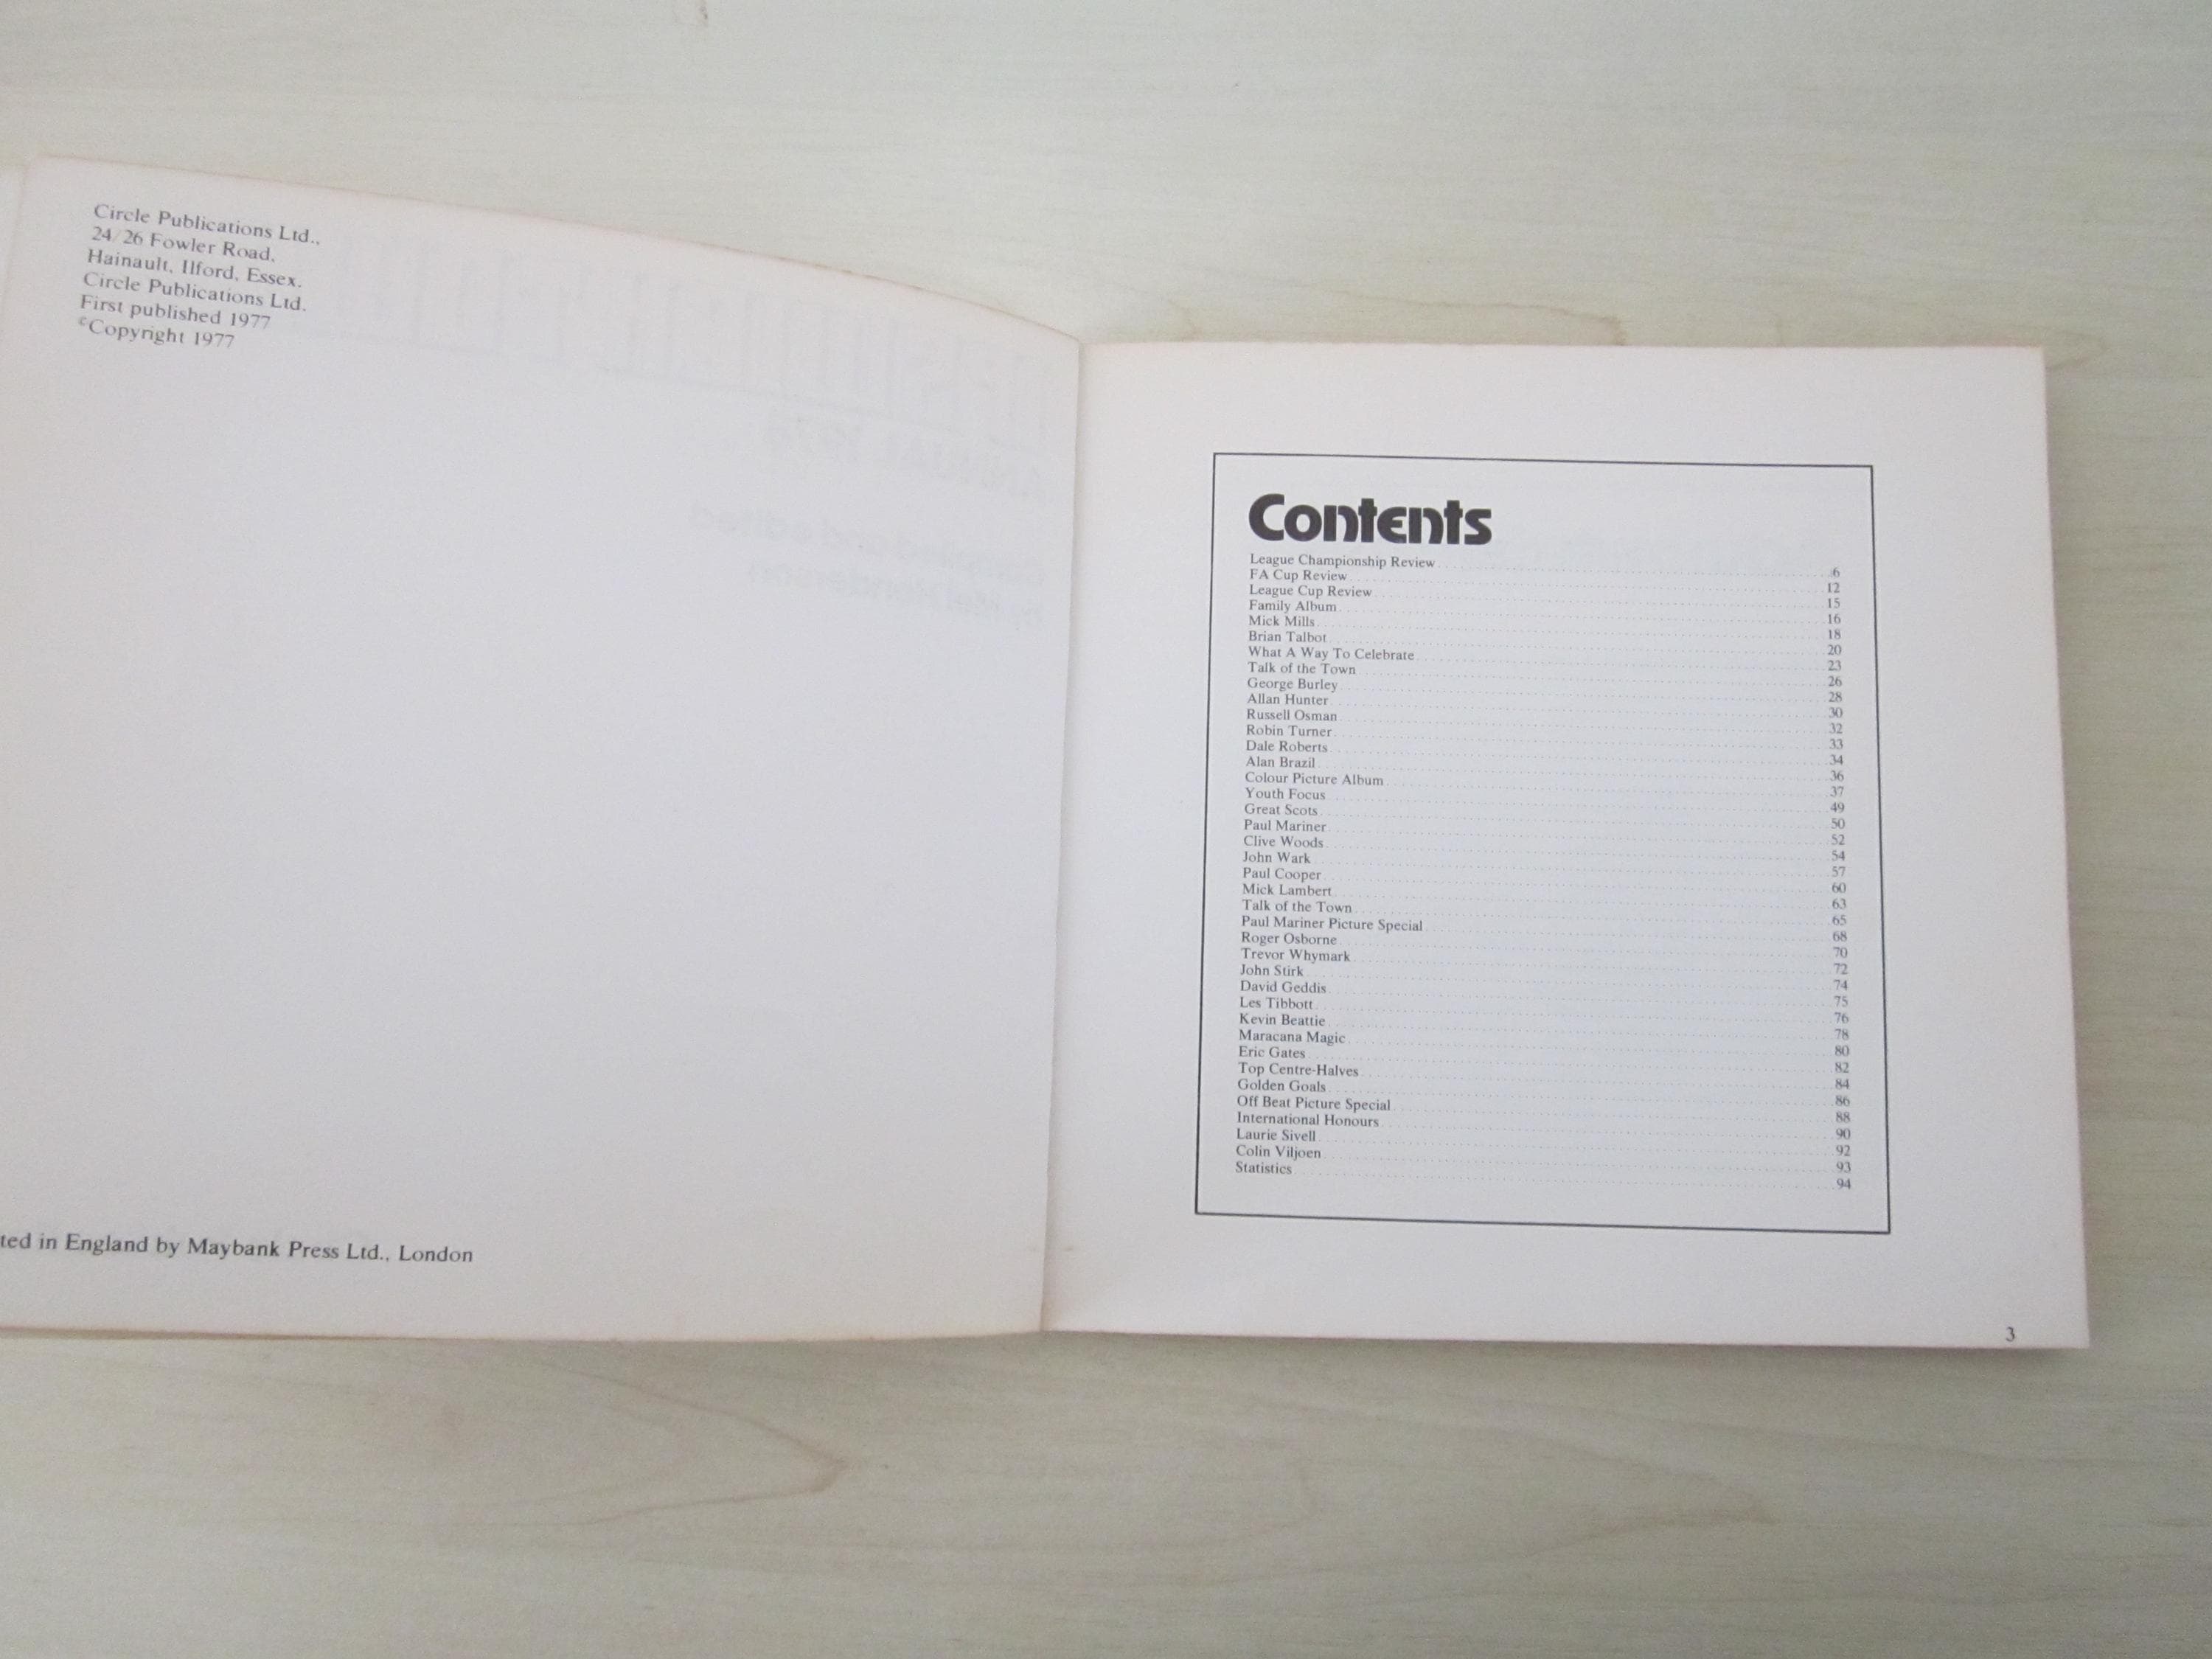 Circle Publications Ltd.,
24/26 Fowler Road,
Hainault, Ilford, Essex.
Circle Publications Ltd.
First published 1977
©Copyright 1977
ted in England by Maybank Press Ltd., London
Contents
League Championship Review 6
FA Cup Review 12
League Cup Review 15
Family Album 16
Mick Mills 18
Brian Talbot 20
What A Way To Celebrate 23
Talk of the Town 26
George Burley 28
Allan Hunter 30
Russell Osman 32
Robin Turner 33
Dale Roberts 34
Alan Brazil 36
Colour Picture Album 37
Youth Focus 49
Great Scots 50
Paul Mariner 52
Clive Woods 54
John Wark 57
Paul Cooper 60
Mick Lambert 63
Talk of the Town 65
Paul Mariner Picture Special 68
Roger Osborne 70
Trevor Whymark 72
John Stirk 74
David Geddis 75
Les Tibbott 76
Kevin Beattie 78
Maracana Magic 80
Eric Gates 82
Top Centre-Halves 84
Golden Goals 86
Off Beat Picture Special 88
International Honours 90
Laurie Sivell 92
Colin Viljoen 93
Statistics 94
3